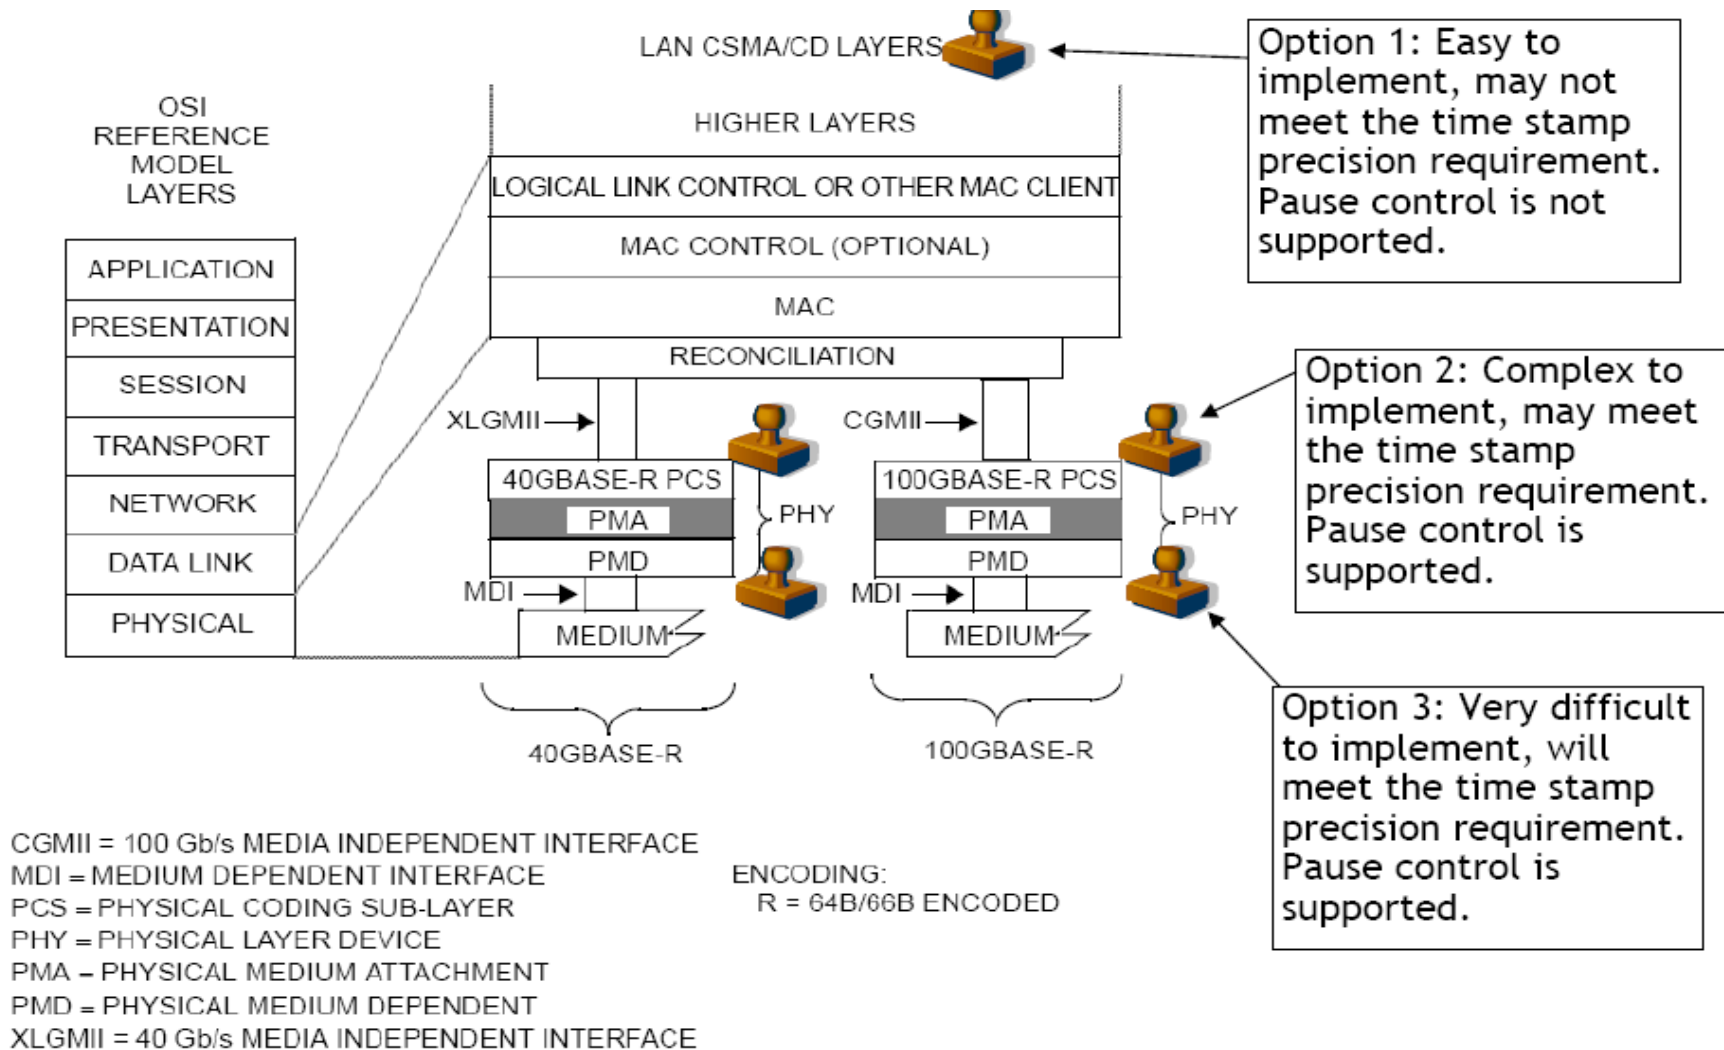 LAN CSMA/CD LAYERS
OSI
REFERENCE
MODEL
LAYERS
APPLICATION
PRESENTATION
SESSION
TRANSPORT
NETWORK
DATA LINK
PHYSICAL
HIGHER LAYERS
LOGICAL LINK CONTROL OR OTHER MAC CLIENT
MAC CONTROL (OPTIONAL)
MAC
RECONCILIATION
XLGMII
CGMII
40GBASE-R PCS
PMA
PMD
PHY
MDI
MEDIUM
40GBASE-R
100GBASE-R PCS
PMA
PMD
PHY
MDI
MEDIUM
100GBASE-R
Option 1: Easy to
implement, may not
meet the time stamp
precision requirement.
Pause control is not
supported.
Option 2: Complex to
implement, may meet
the time stamp
precision requirement.
Pause control is
supported.
Option 3: Very difficult
to implement, will
meet the time stamp
precision requirement.
Pause control is
supported.
CGMII = 100 Gb/s MEDIA INDEPENDENT INTERFACE
MDI = MEDIUM DEPENDENT INTERFACE
PCS = PHYSICAL CODING SUB-LAYER
PHY = PHYSICAL LAYER DEVICE
PMA = PHYSICAL MEDIUM ATTACHMENT
PMD = PHYSICAL MEDIUM DEPENDENT
XLGMII = 40 Gb/s MEDIA INDEPENDENT INTERFACE
ENCODING:
R = 64B/66B ENCODED